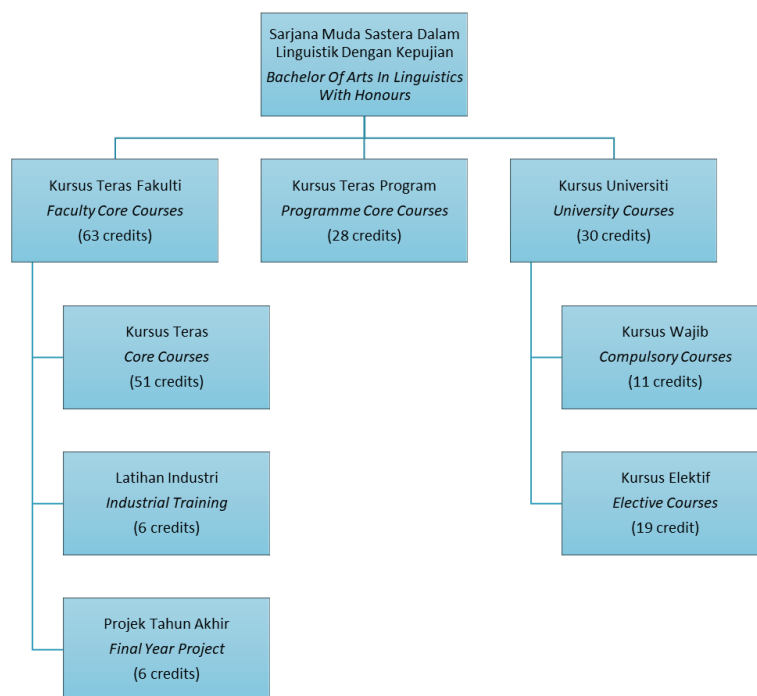 Sarjana Muda Sastera Dalam
Linguistik Dengan Kepujian
Bachelor Of Arts In Linguistics
With Honours
Kursus Teras Fakulti
Faculty Core Courses
(63 credits)
Kursus Teras Program
Programme Core Courses
(28 credits)
Kursus Universiti
University Courses
(30 credits)
Kursus Teras
Core Courses
(51 credits)
Kursus Wajib
Compulsory Courses
(11 credits)
Latihan Industri
Industrial Training
(6 credits)
Kursus Elektif
Elective Courses
(19 credit)
Projek Tahun Akhir
Final Year Project
(6 credits)